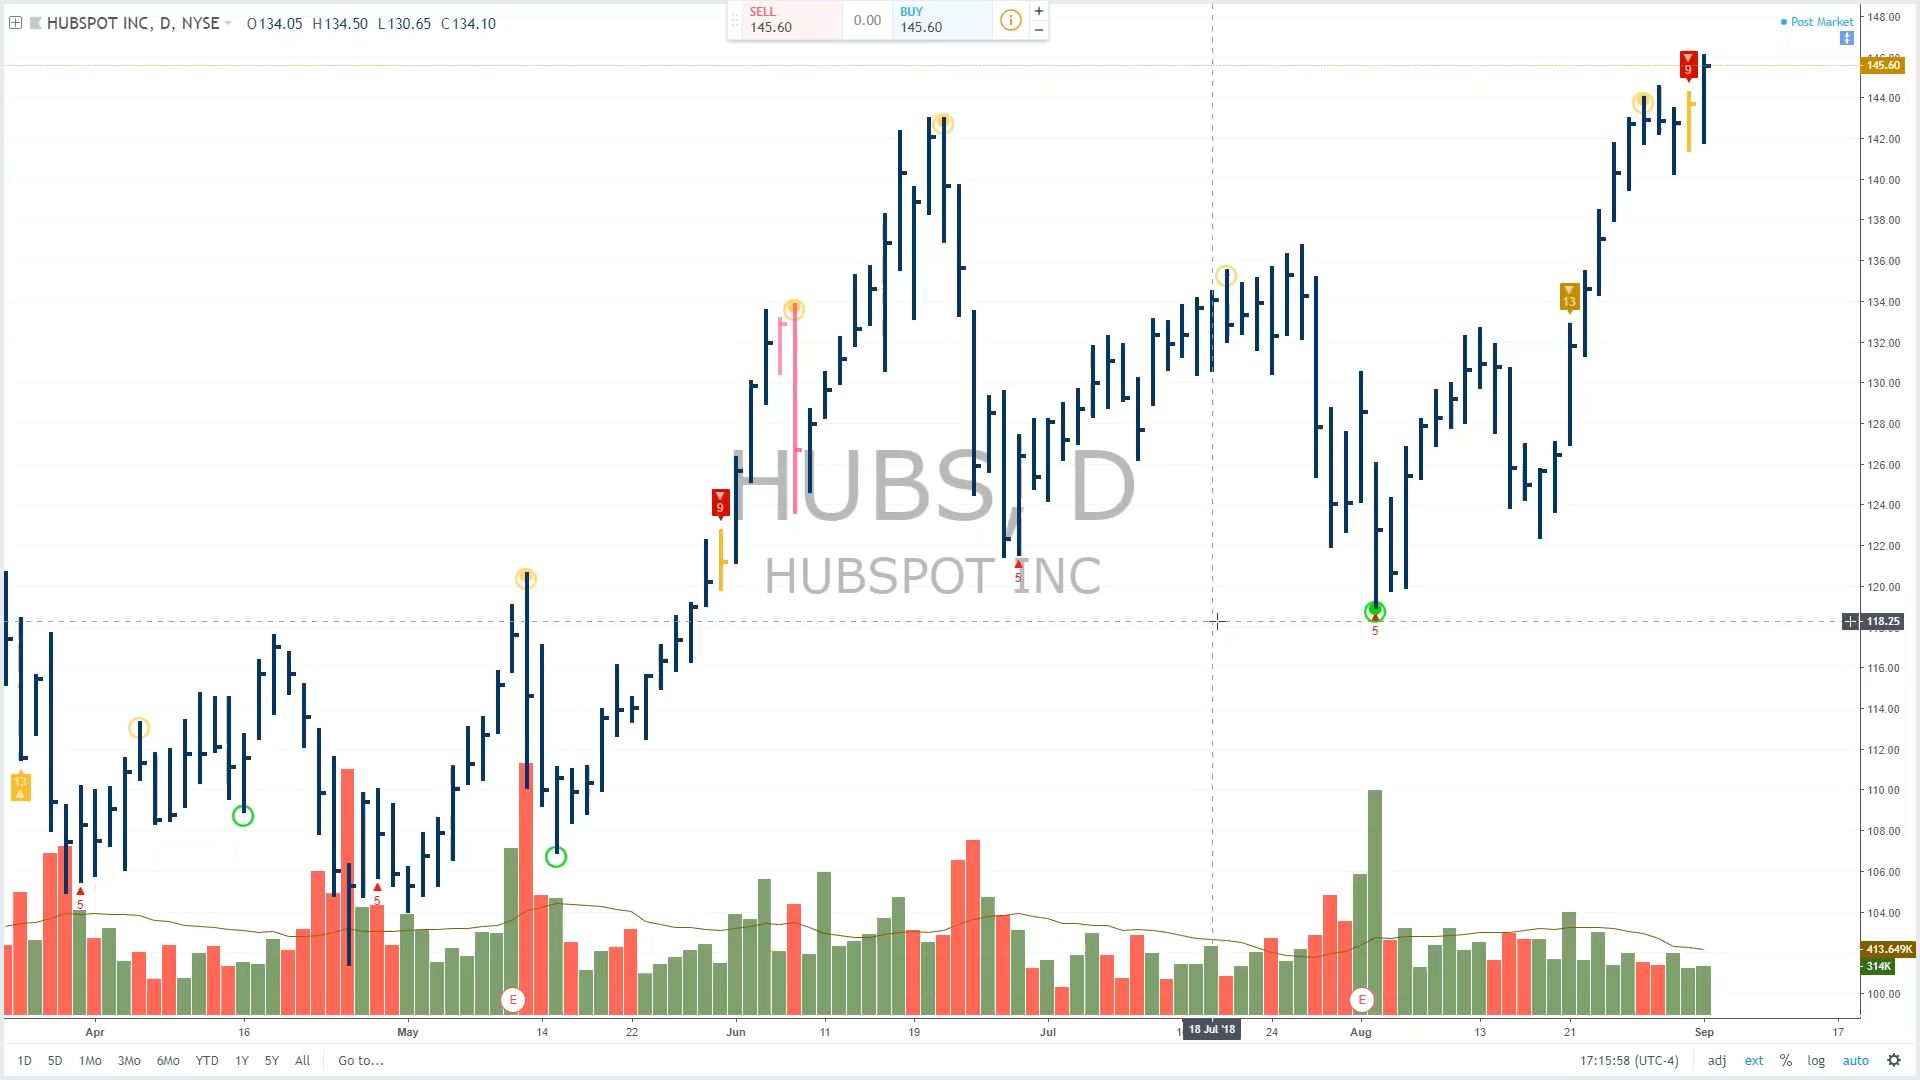 HUBSPOT INC, D, NYSE O134.05 H134.50 L130.65 C134.10
SELL
145.60
0.00
BUY
145.60
Post Market
148.00
145.60
144.00
142.00
140.00
138.00
136.00
134.00
132.00
130.00
128.00
126.00
124.00
122.00
120.00
118.25
116.00
114.00
112.00
110.00
108.00
106.00
104.00
413.649K
314K
100.00
9
13
9
5
5
13
5
5
HUBS, D
HUBSPOT INC
E
E
Apr 16 May 14 22 Jun 11 19 Jul 18 Jul '18 24 Aug 13 21 Sep 17
1D 5D 1Mo 3Mo 6Mo YTD 1Y 5Y All Go to...
17:15:58 (UTC-4) adj ext % log auto